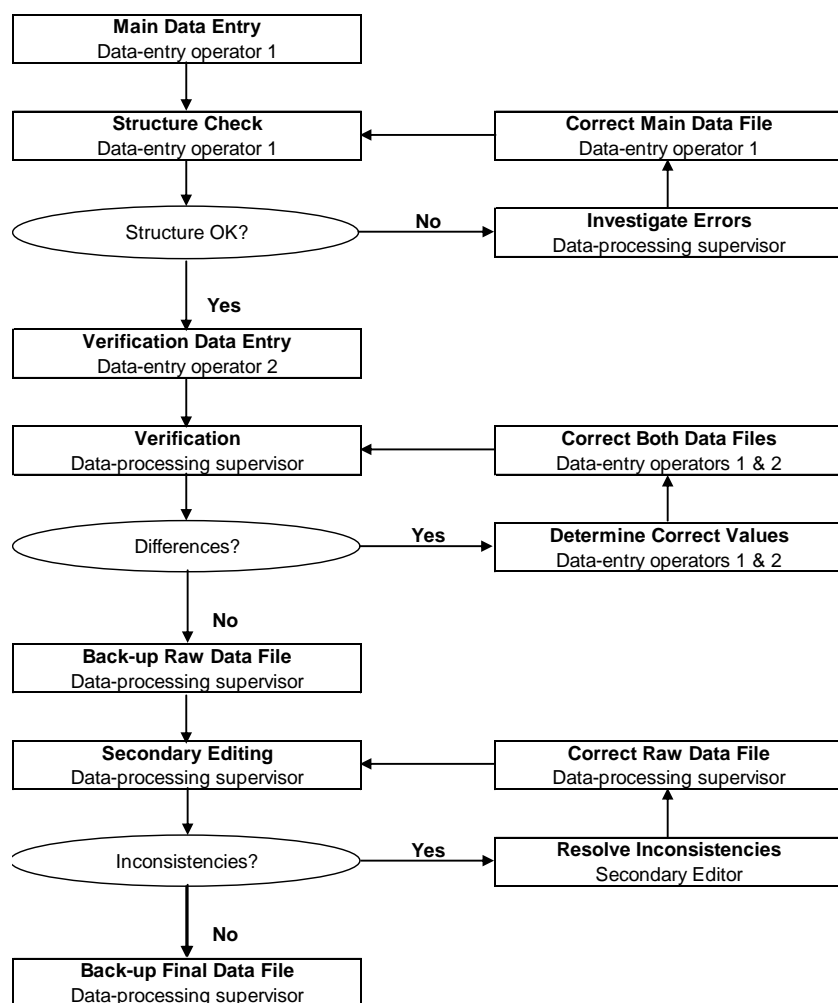 Main Data Entry
Data-entry operator 1
Structure Check
Data-entry operator 1
Correct Main Data File
Data-entry operator 1
Structure OK?
No
Investigate Errors
Data-processing supervisor
Yes
Verification Data Entry
Data-entry operator 2
Verification
Data-processing supervisor
Correct Both Data Files
Data-entry operators 1 & 2
Differences?
Yes
Determine Correct Values
Data-entry operators 1 & 2
No
Back-up Raw Data File
Data-processing supervisor
Secondary Editing
Data-processing supervisor
Correct Raw Data File
Data-processing supervisor
Inconsistencies?
Yes
Resolve Inconsistencies
Secondary Editor
No
Back-up Final Data File
Data-processing supervisor